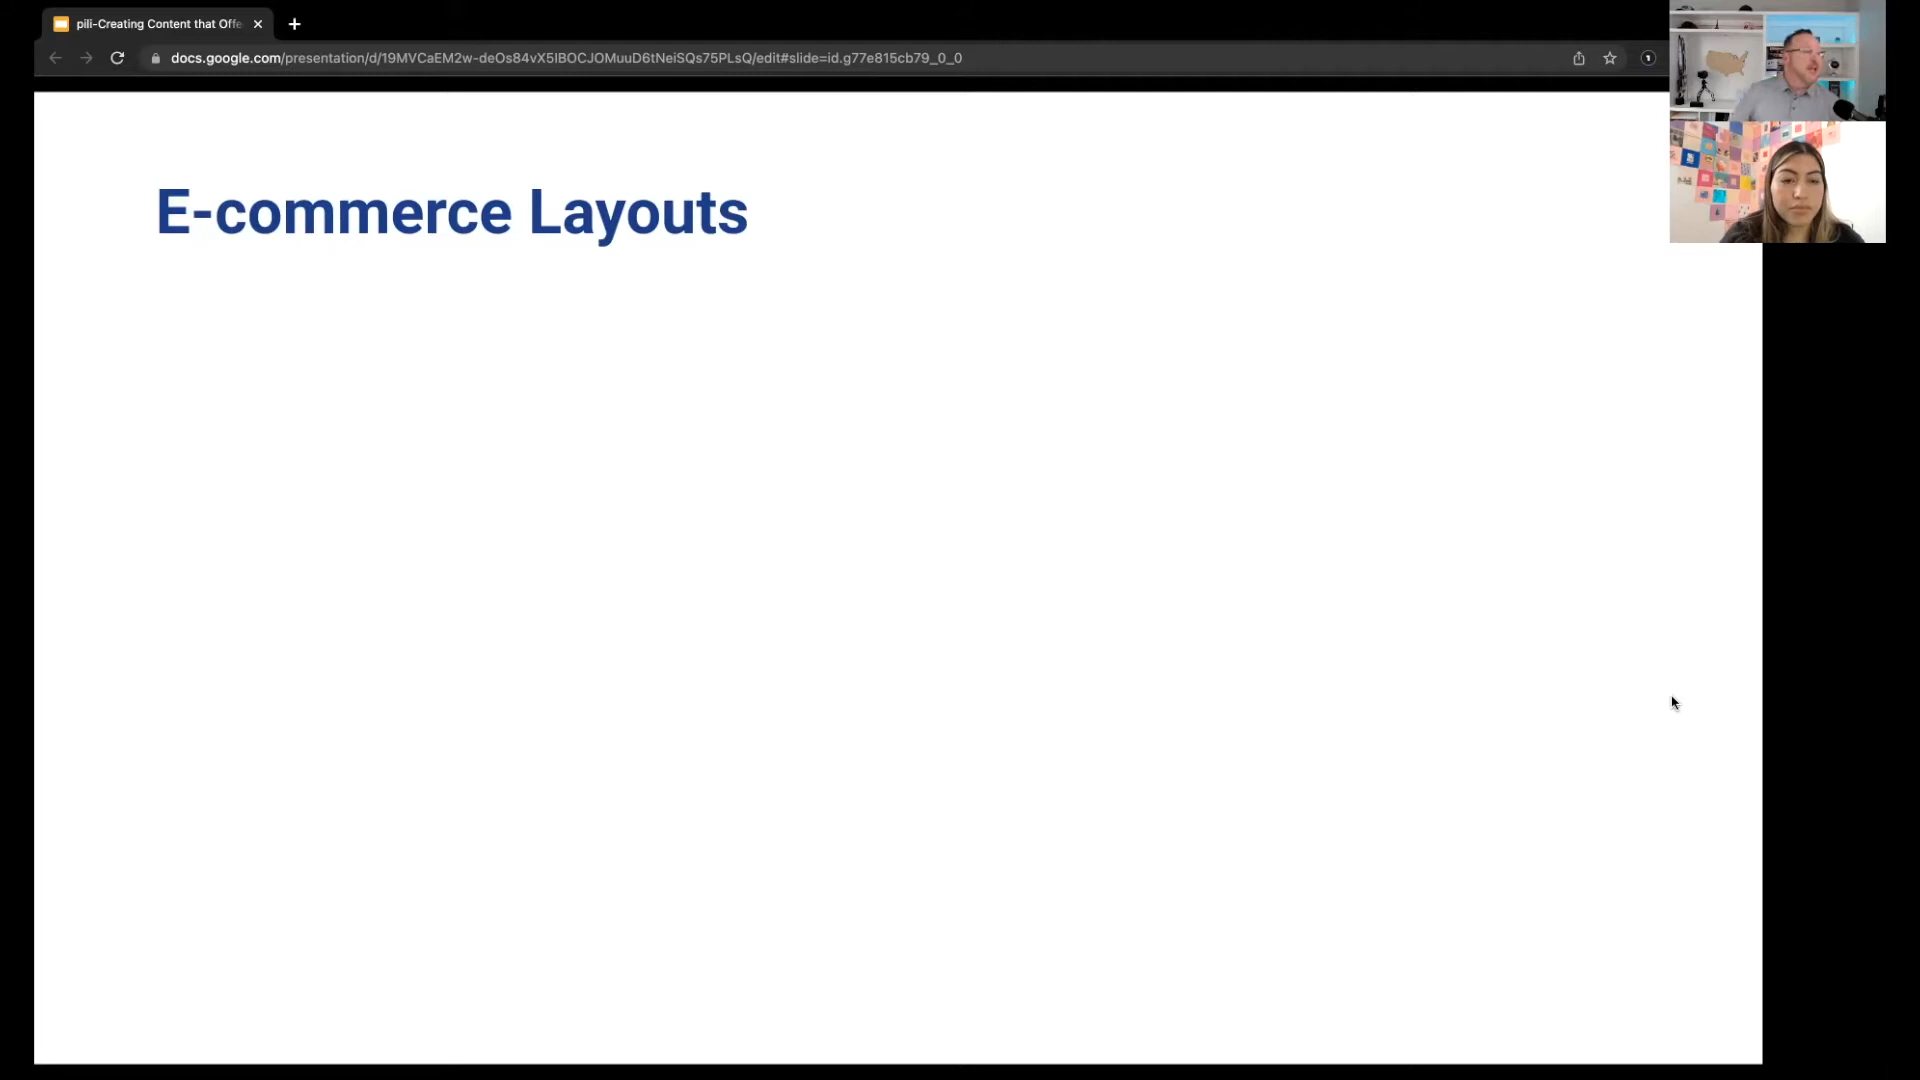 pili-Creating Content that Offe
docs.google.com/presentation/d/19MVCaEM2w-deOs84vX5IBOCJOMuuD6tNeiSQs75PLsQ/edit#slide=id.g77e815cb79_0_0
E-commerce Layouts